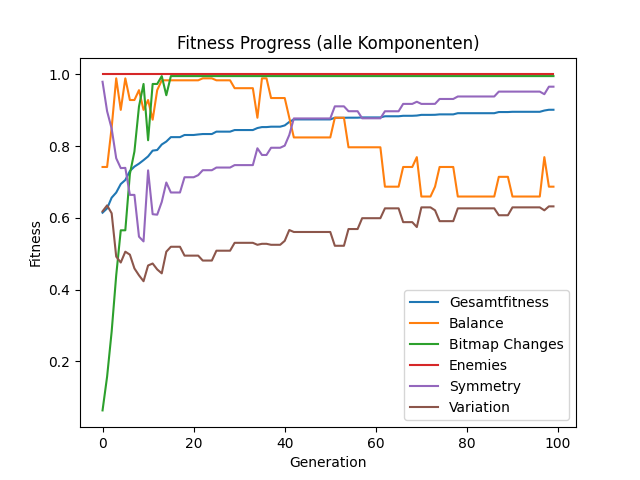 Fitness Progress (alle Komponenten)
1.0
0.8
0.6
0.4
0.2
Fitness
Gesamtfitness
Balance
Bitmap Changes
Enemies
Symmetry
Variation
0 20 40 60 80 100
Generation